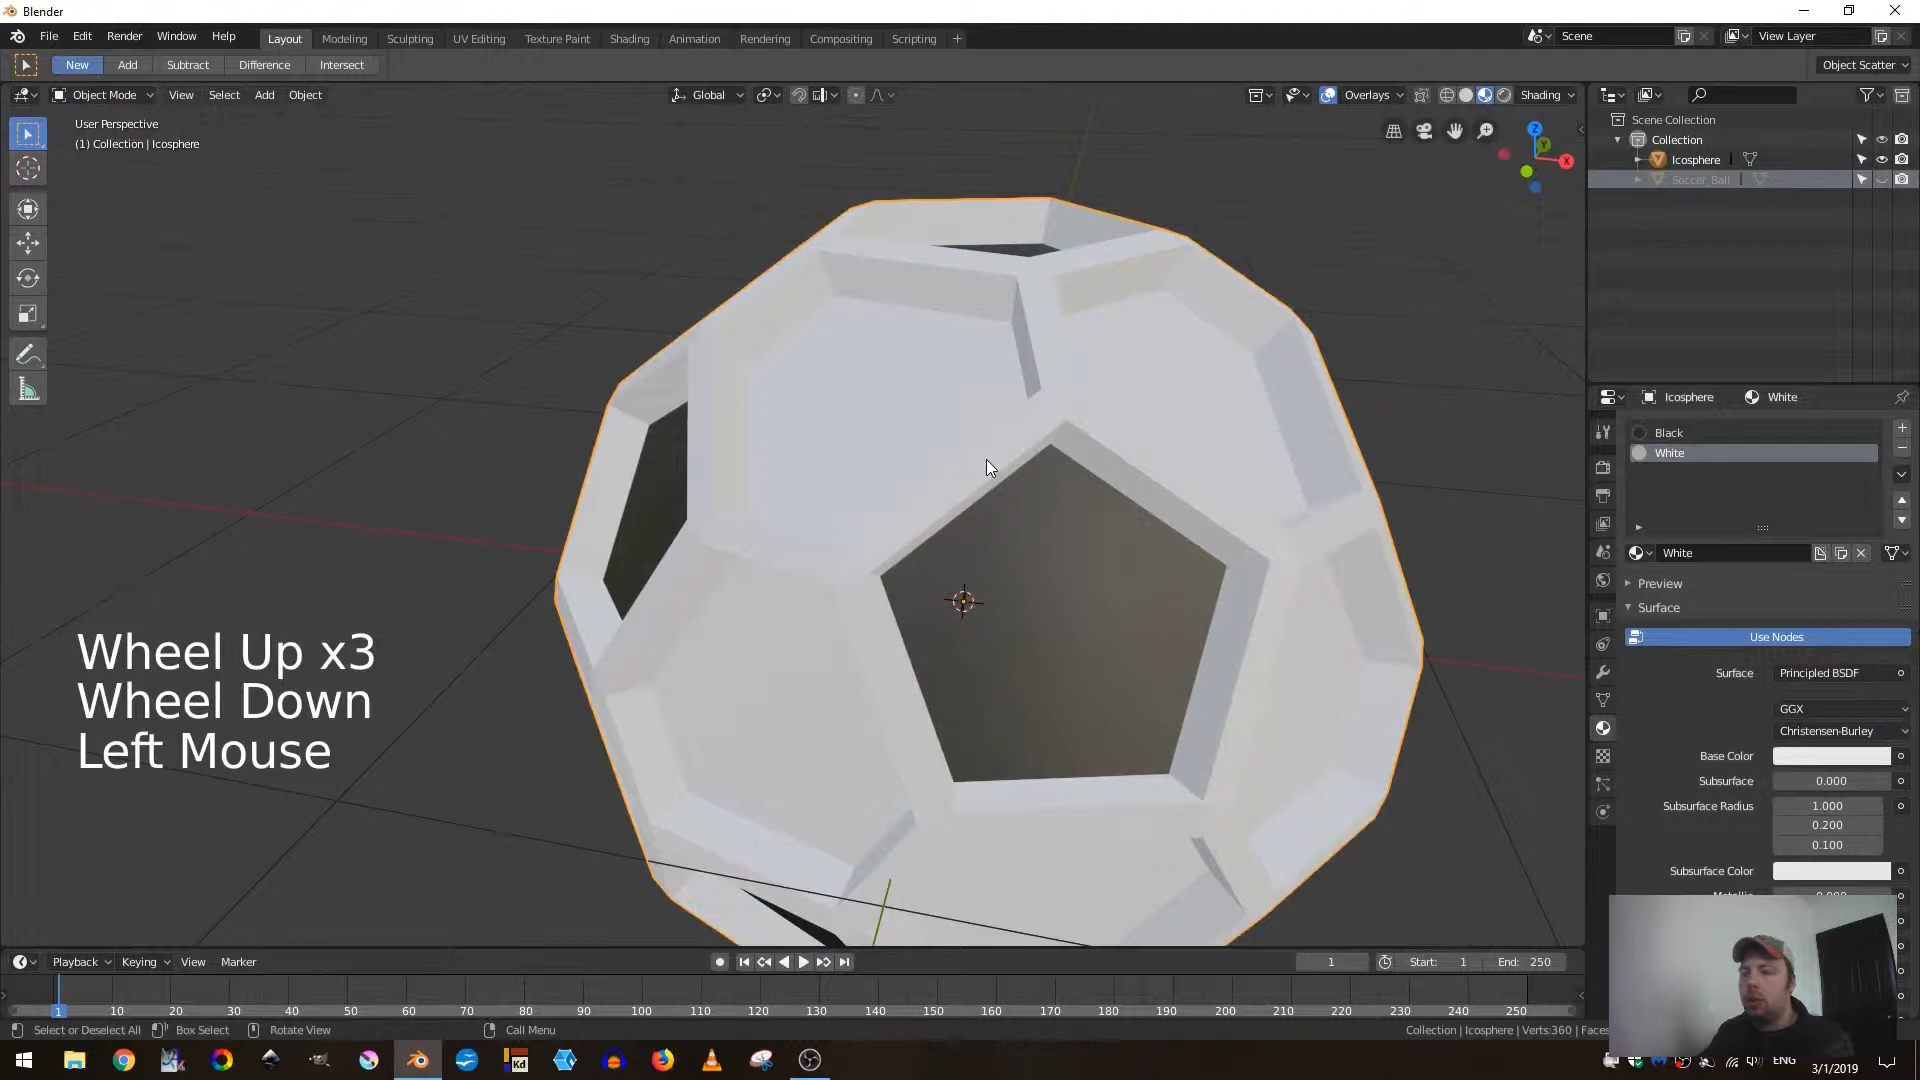 Blender
File Edit Render Window Help
Layout Modeling Sculpting UV Editing Texture Paint Shading Animation Rendering Compositing Scripting +
Scene
View Layer
New Add Subtract Difference Intersect
Object Scatter
Object Mode View Select Add Object
Global
Overlays
Shading
User Perspective
(1) Collection | Icosphere
Z
Y
X
Scene Collection
Collection
Icosphere
Soccer_Ball
Icosphere White
Black
White
White
Preview
Surface
Use Nodes
Surface Principled BSDF
GGX
Christensen-Burley
Base Color
Subsurface 0.000
Subsurface Radius 1.000
0.200
0.100
Subsurface Color
Wheel Up x3
Wheel Down
Left Mouse
Playback Keying View Marker
1
Start: 1
End: 250
1 10 20 30 40 50 60 70 80 90 100 110 120 130 140 150 160 170 180 190 200 210 220 230 240 250
Select or Deselect All Box Select Rotate View Call Menu
Collection | Icosphere | Verts:360 | Faces
Kd
ENG
3/1/2019